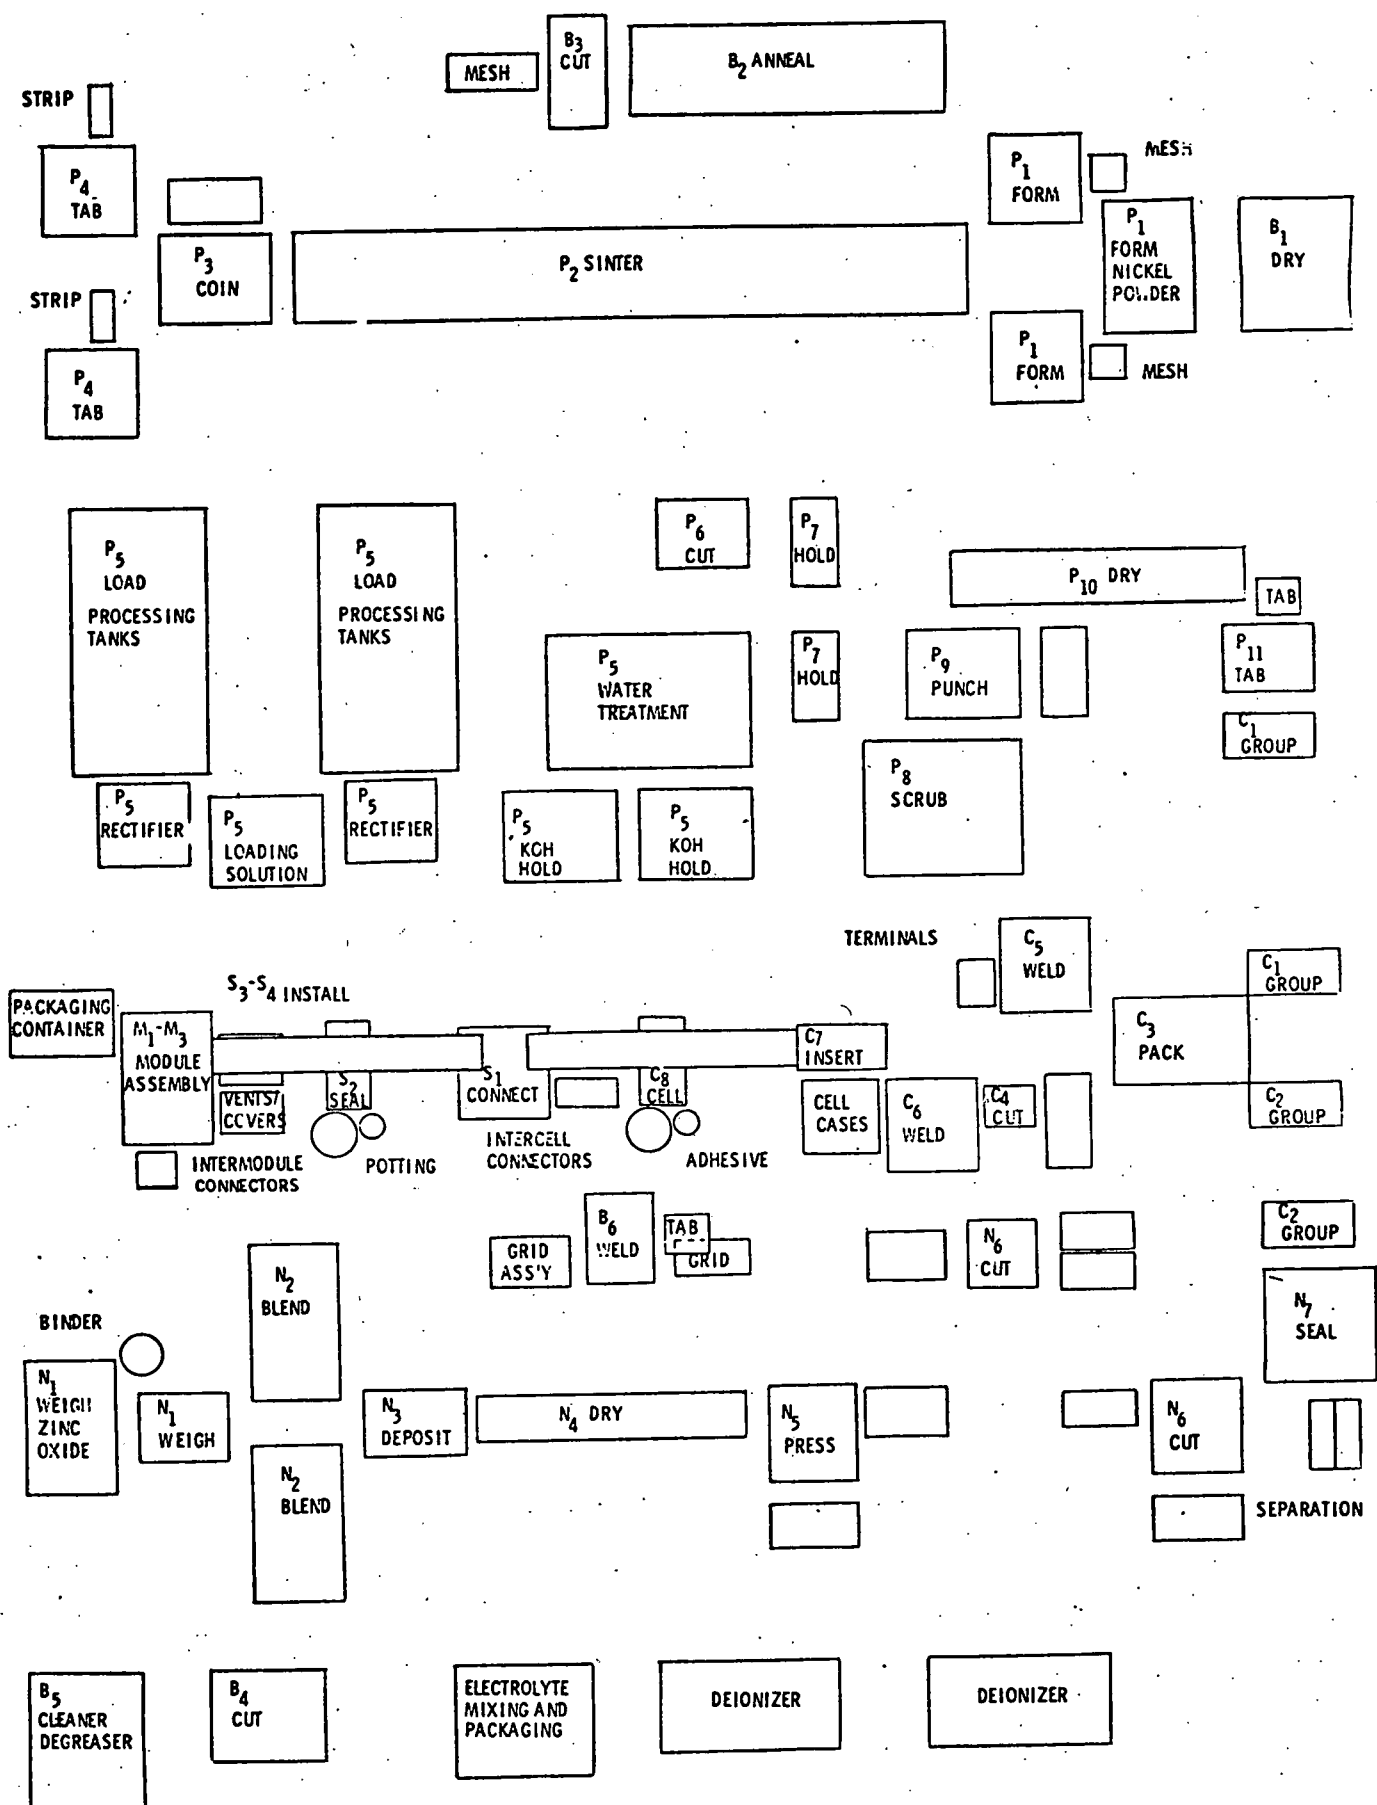 B3
CUT
MESH
B2 ANNEAL
STRIP
P4
TAB
P1
FORM
MESH
P3
COIN
P2 SINTER
P1
FORM
NICKEL
POWDER
B1
DRY
STRIP
P4
TAB
P1
FORM
MESH
P5
LOAD
PROCESSING
TANKS
P5
LOAD
PROCESSING
TANKS
P6
CUT
P7
HOLD
P10 DRY
TAB
P5
WATER
TREATMENT
P7
HOLD
P9
PUNCH
P11
TAB
C1
GROUP
P5
RECTIFIER
P5
LOADING
SOLUTION
P5
RECTIFIER
P5
KOH
HOLD
P5
KOH
HOLD
P8
SCRUB
TERMINALS
C5
WELD
C1
GROUP
PACKAGING
CONTAINER
S3-S4 INSTALL
M1-M3
MODULE
ASSEMBLY
C7
INSERT
C3
PACK
VENTS/
COVERS
S2
SEAL
S1
CONNECT
C8
CELL
CELL
CASES
C6
WELD
C4
CUT
C2
GROUP
INTERMODULE
CONNECTORS
POTTING
INTERCELL
CONNECTORS
ADHESIVE
B6
WELD
TAB
GRID
GRID
ASS'Y
N6
CUT
C2
GROUP
N2
BLEND
N7
SEAL
BINDER
N1
WEIGH
ZINC
OXIDE
N1
WEIGH
N3
DEPOSIT
N4 DRY
N5
PRESS
N6
CUT
N2
BLEND
SEPARATION
B5
CLEANER
DEGREASER
B4
CUT
ELECTROLYTE
MIXING AND
PACKAGING
DEIONIZER
DEIONIZER